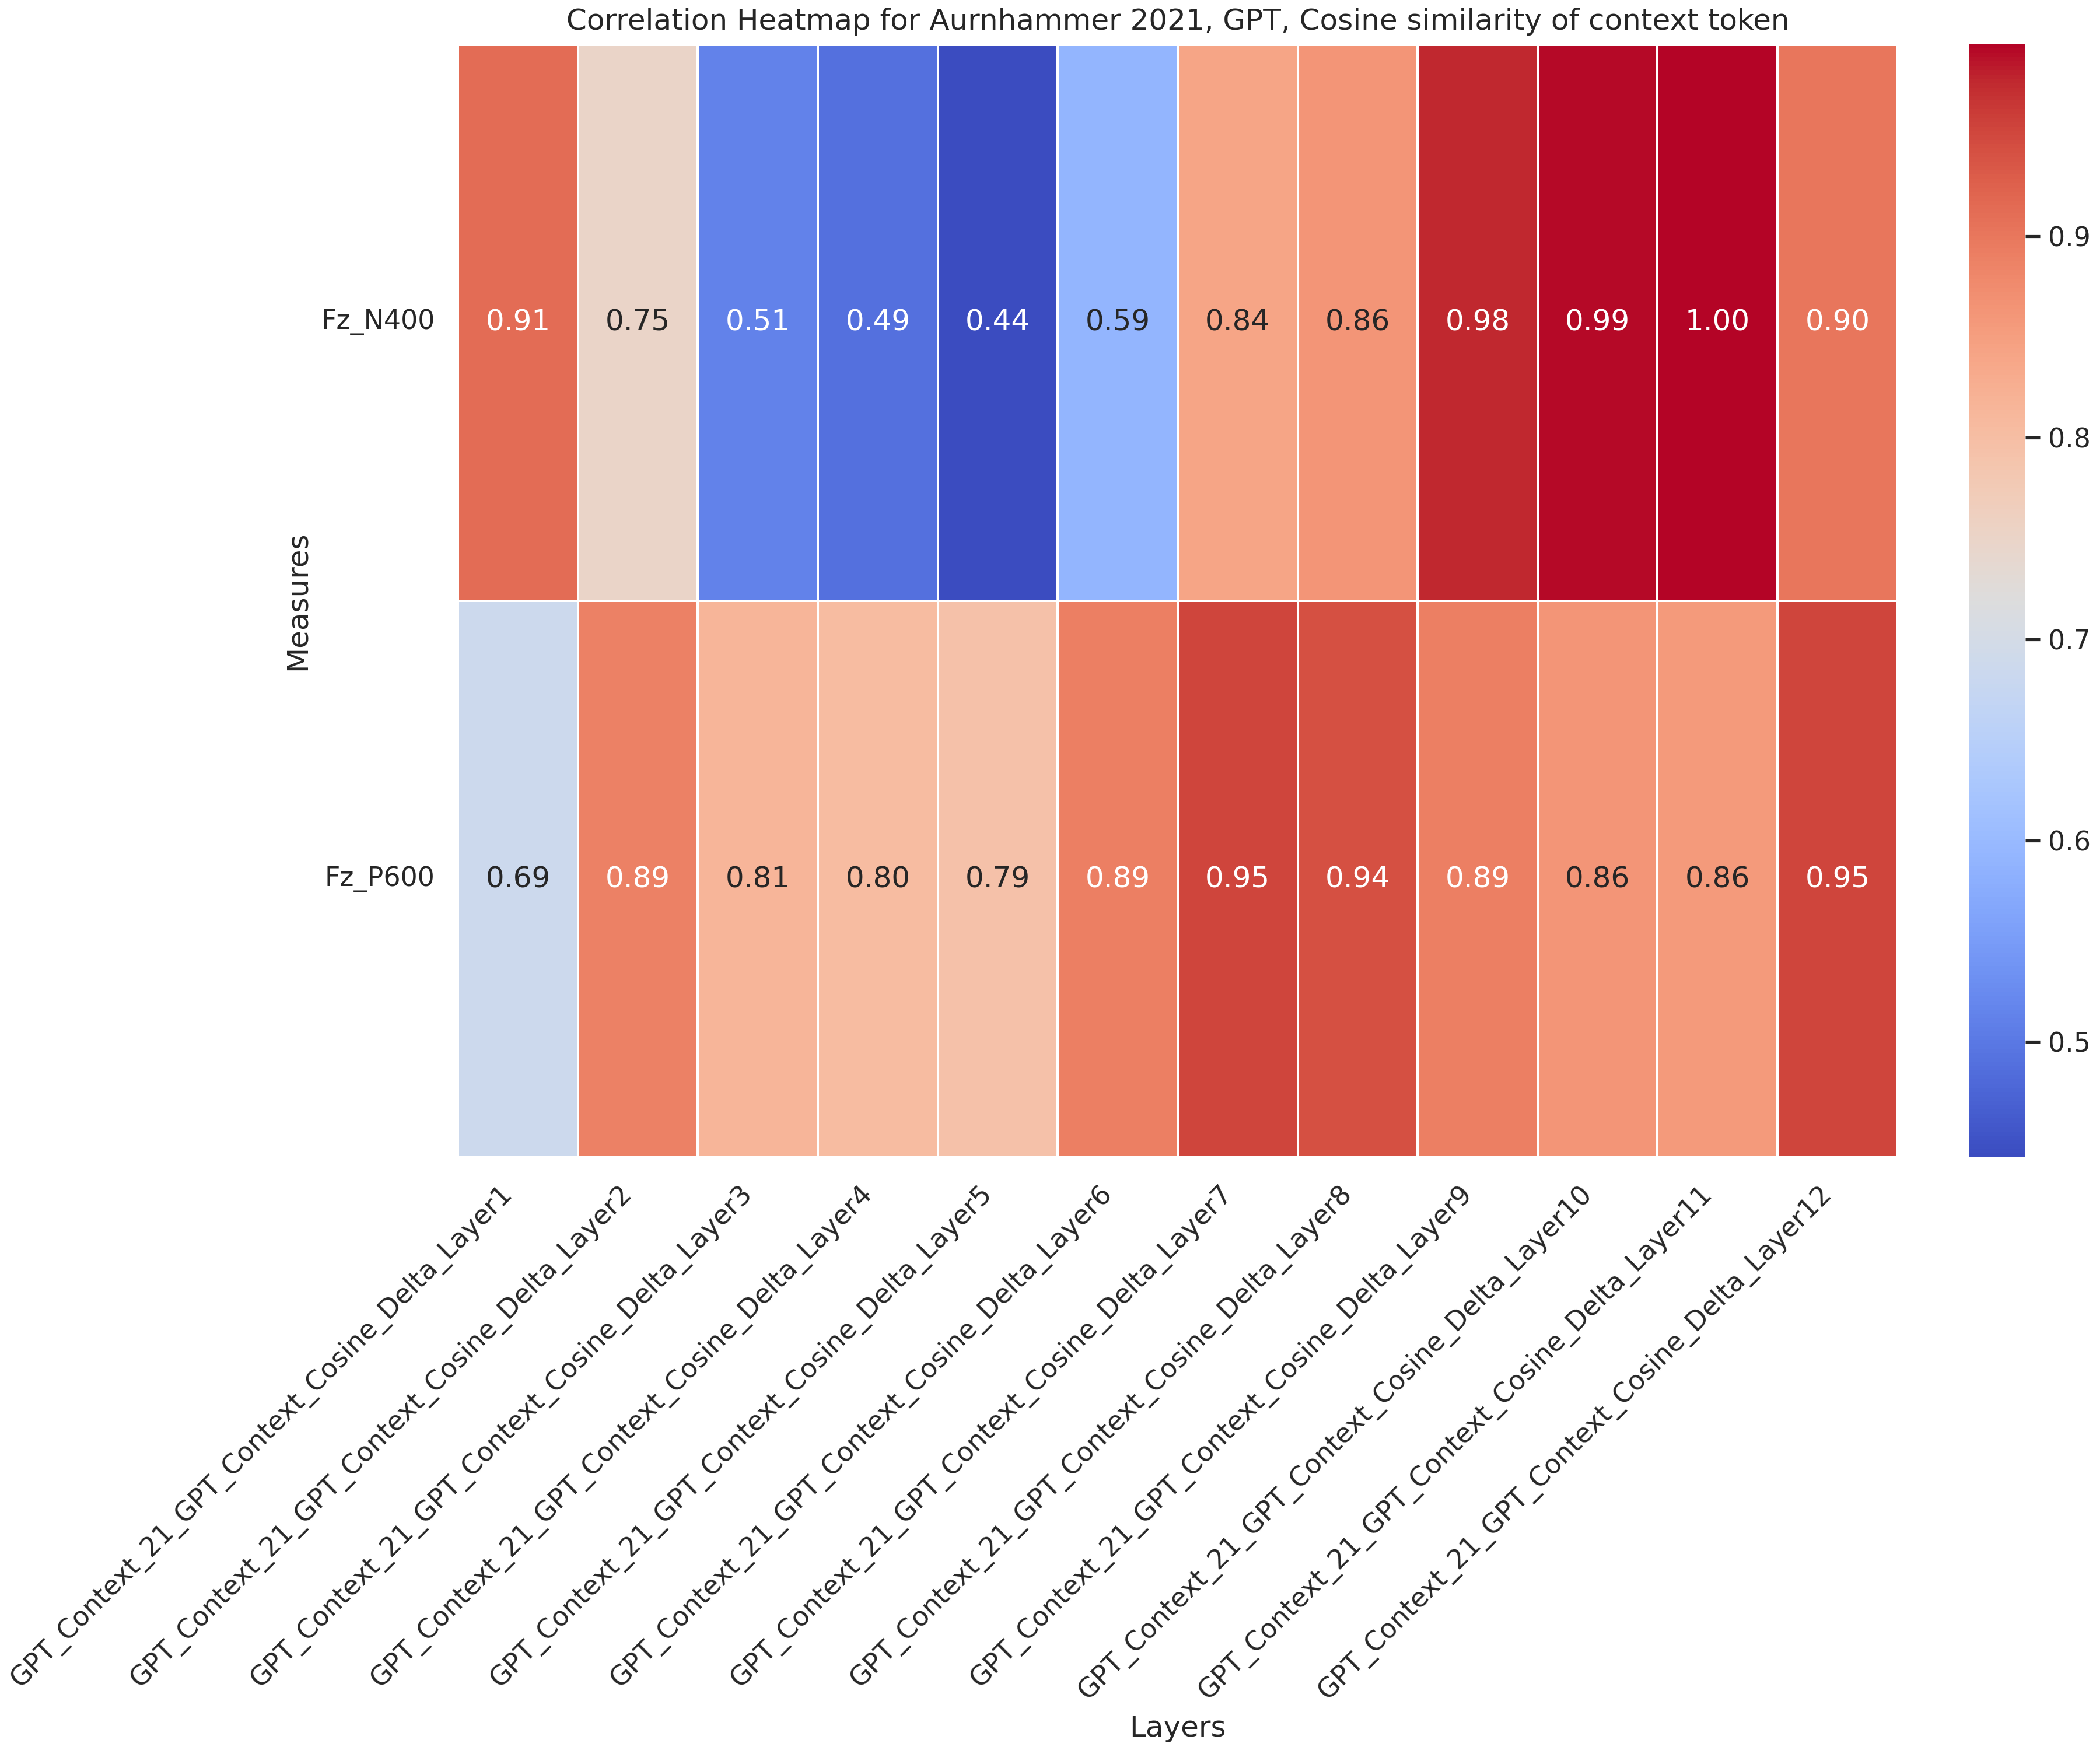 Correlation Heatmap for Aurnhammer 2021, GPT, Cosine similarity of context token
Measures
Fz_N400
0.91 0.75 0.51 0.49 0.44 0.59 0.84 0.86 0.98 0.99 1.00 0.90
Fz_P600
0.69 0.89 0.81 0.80 0.79 0.89 0.95 0.94 0.89 0.86 0.86 0.95
0.9
0.8
0.7
0.6
0.5
GPT_Context_21_GPT_Context_Cosine_Delta_Layer1
GPT_Context_21_GPT_Context_Cosine_Delta_Layer2
GPT_Context_21_GPT_Context_Cosine_Delta_Layer3
GPT_Context_21_GPT_Context_Cosine_Delta_Layer4
GPT_Context_21_GPT_Context_Cosine_Delta_Layer5
GPT_Context_21_GPT_Context_Cosine_Delta_Layer6
GPT_Context_21_GPT_Context_Cosine_Delta_Layer7
GPT_Context_21_GPT_Context_Cosine_Delta_Layer8
GPT_Context_21_GPT_Context_Cosine_Delta_Layer9
GPT_Context_21_GPT_Context_Cosine_Delta_Layer10
GPT_Context_21_GPT_Context_Cosine_Delta_Layer11
GPT_Context_21_GPT_Context_Cosine_Delta_Layer12
Layers